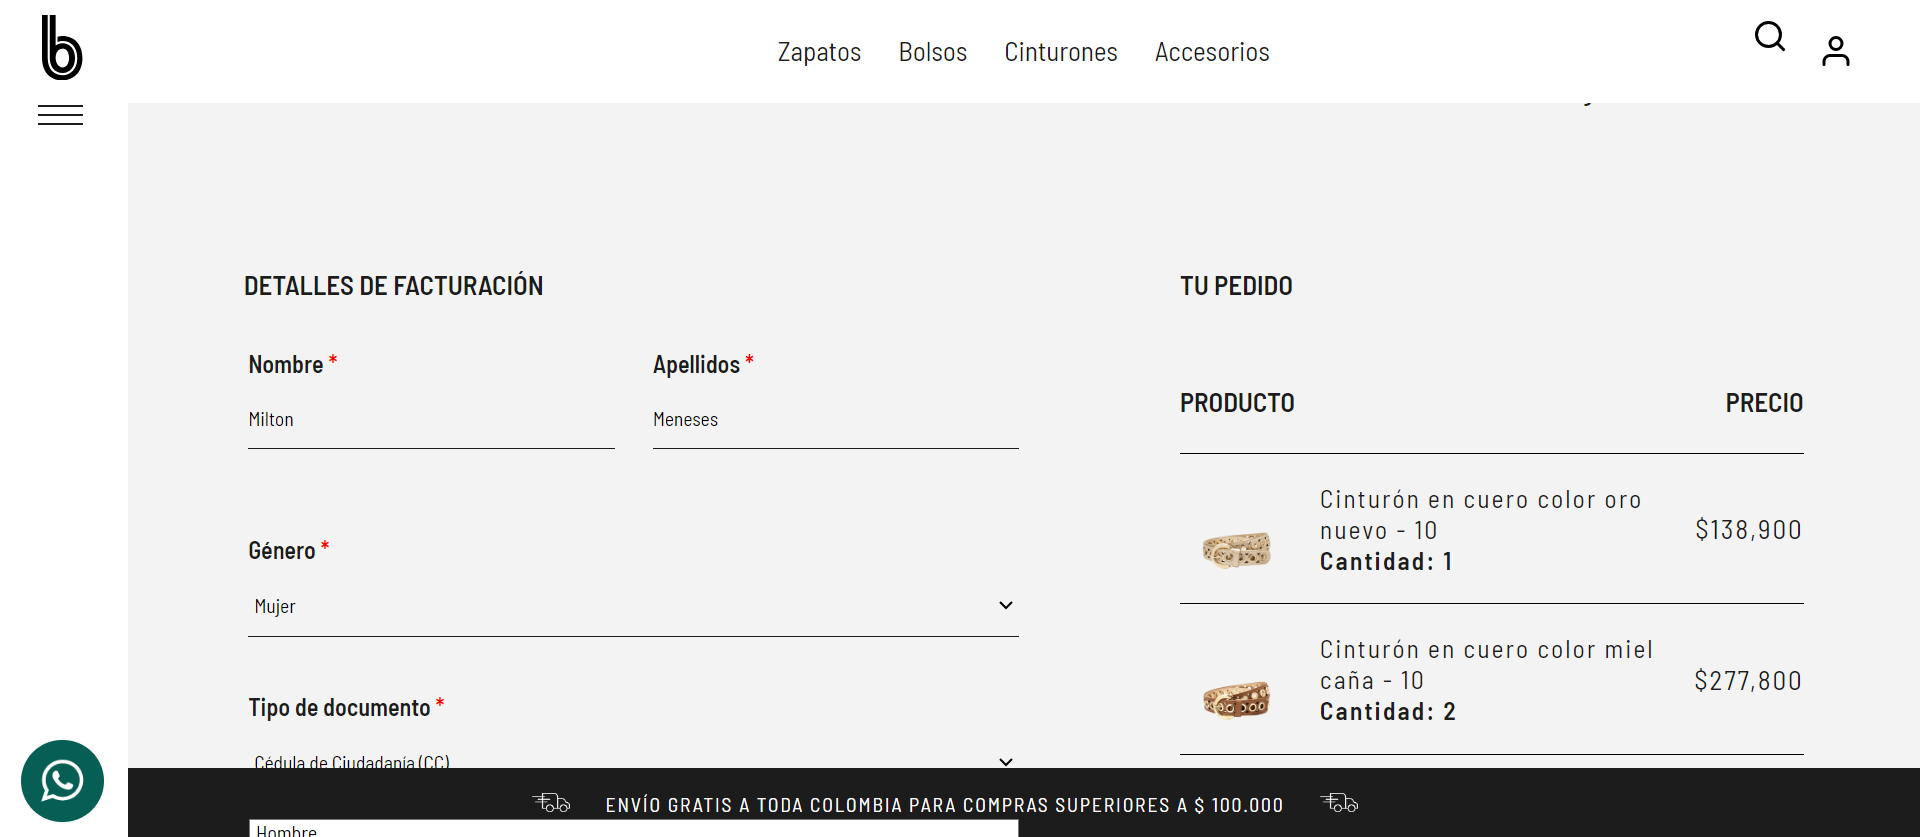 b
Zapatos Bolsos Cinturones Accesorios
DETALLES DE FACTURACIÓN
Nombre *
Apellidos *
Milton
Meneses
Género *
Mujer
Tipo de documento *
Cédula de Ciudadanía (CC)
TU PEDIDO
PRODUCTO PRECIO
Cinturón en cuero color oro
nuevo - 10
Cantidad: 1
$138,900
Cinturón en cuero color miel
caña - 10
Cantidad: 2
$277,800
ENVÍO GRATIS A TODA COLOMBIA PARA COMPRAS SUPERIORES A $ 100.000
Hombre